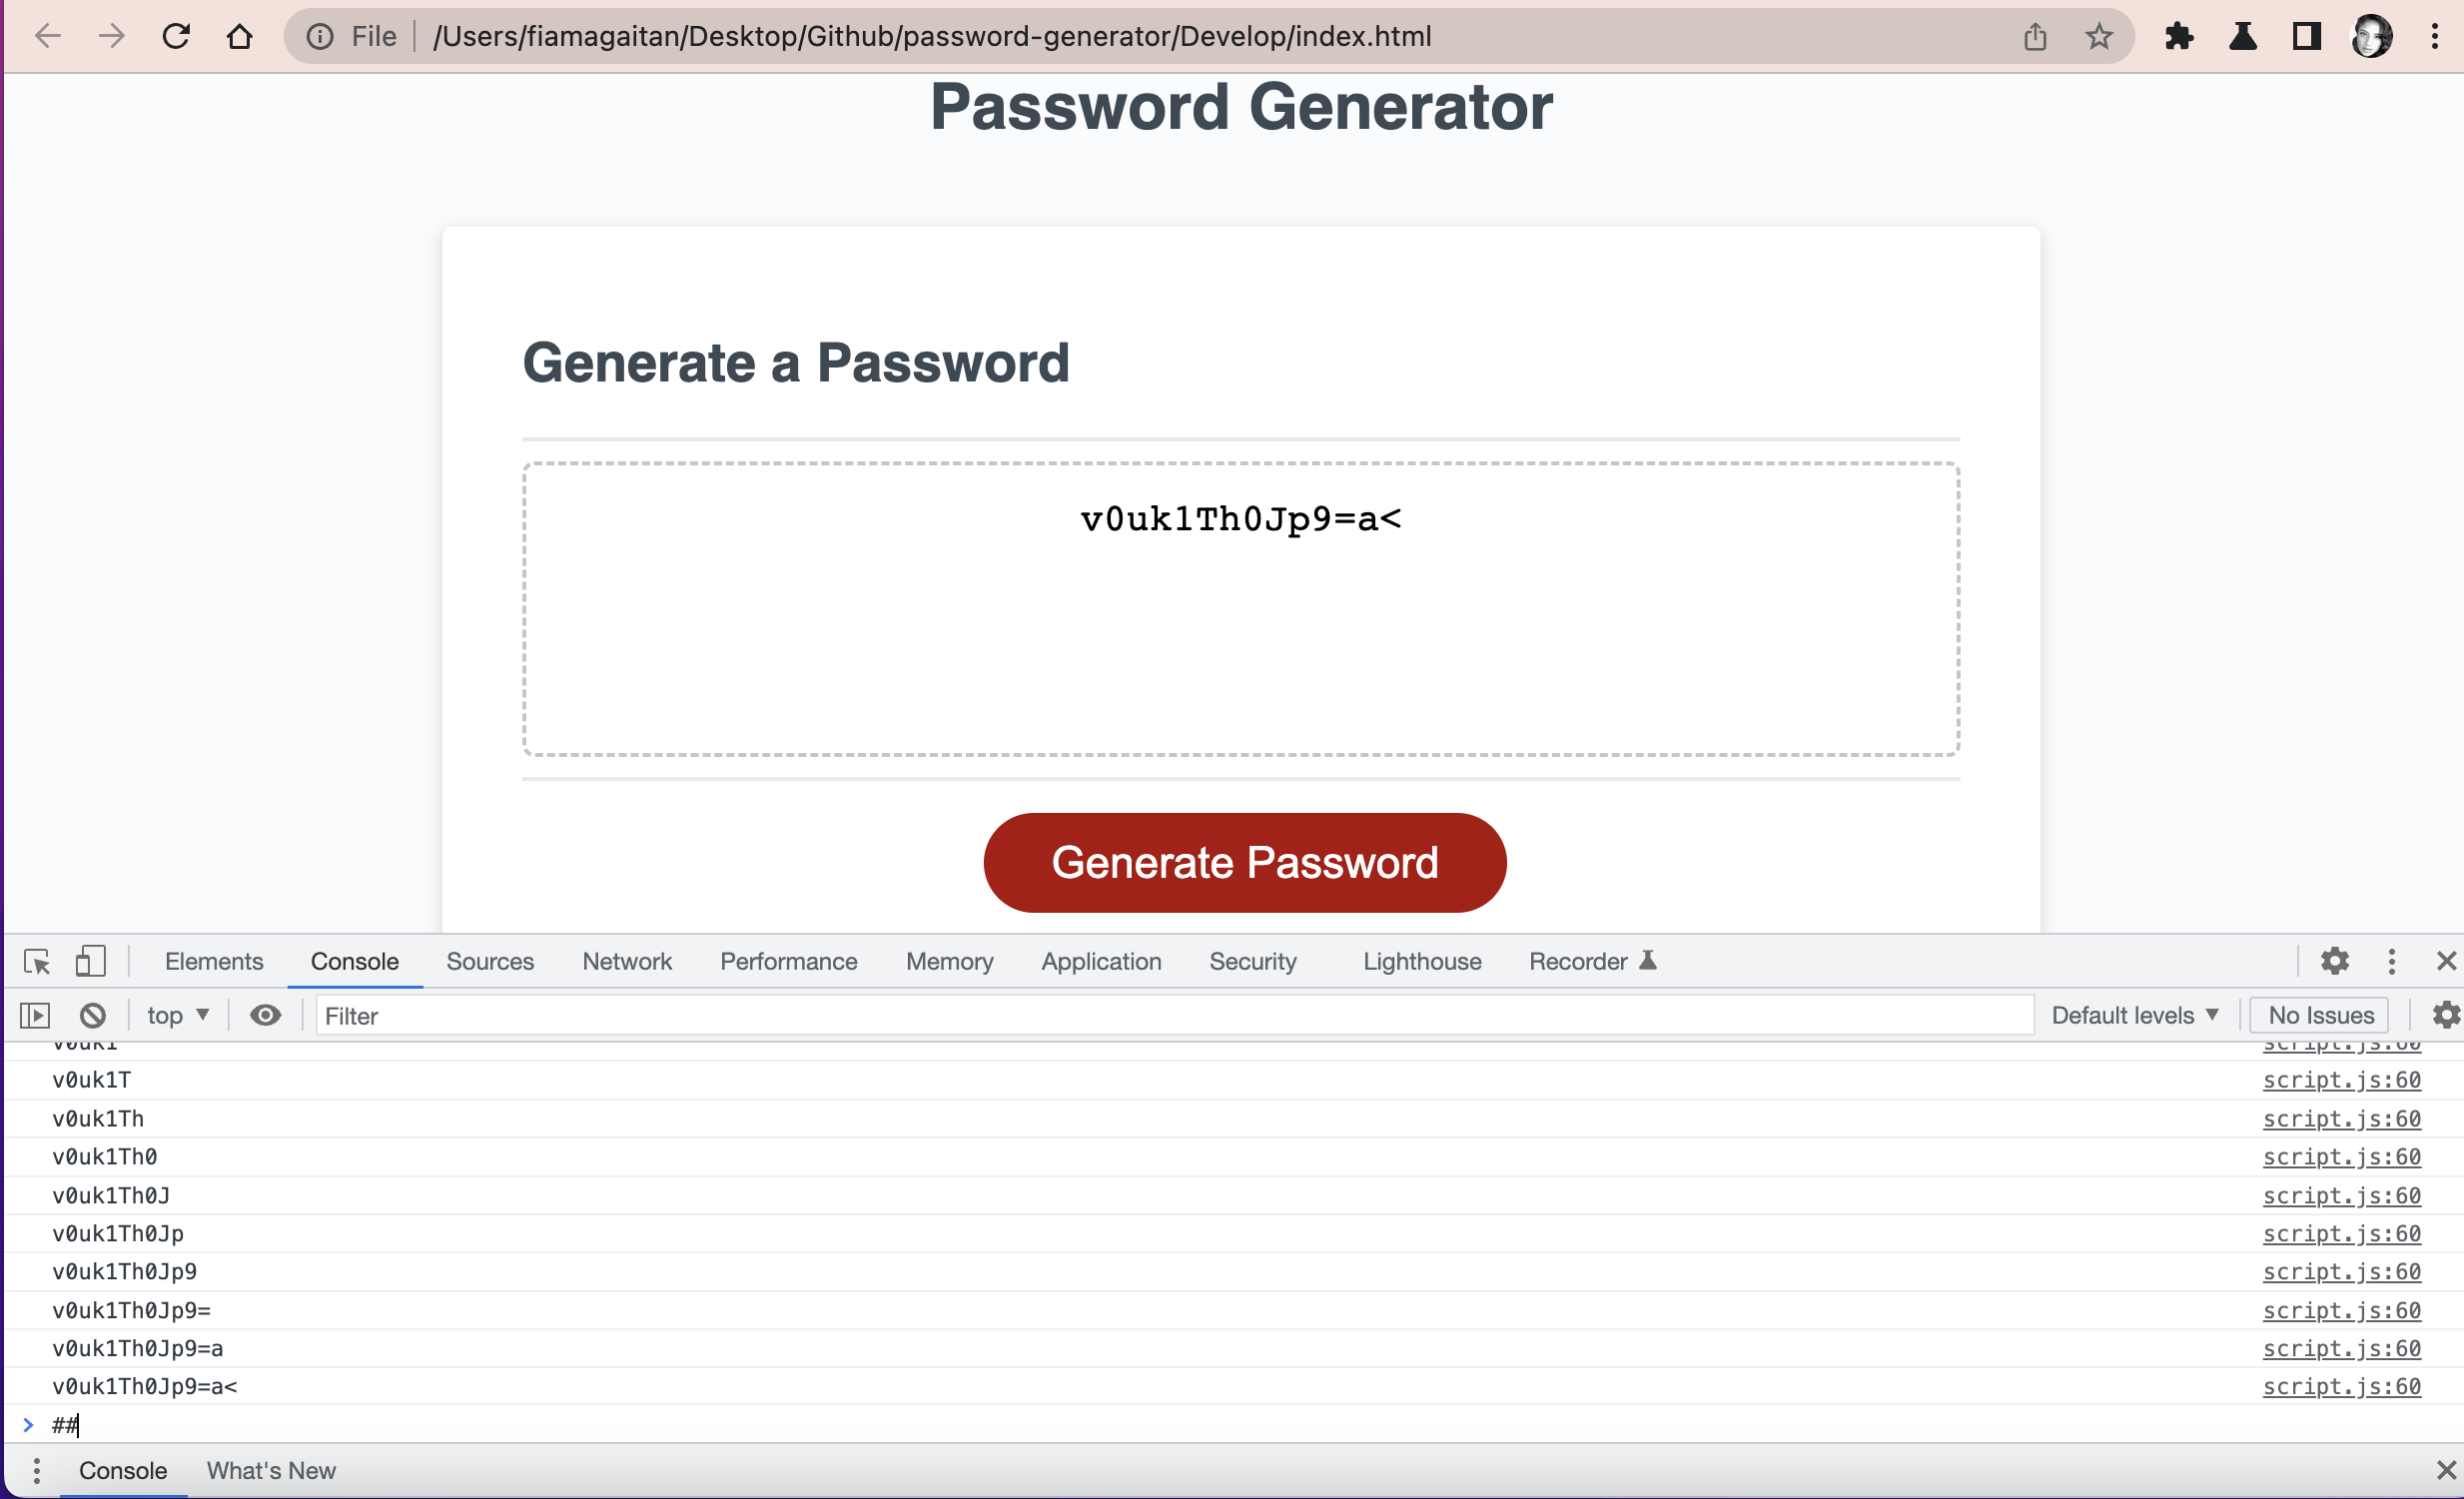 File /Users/fiamagaitan/Desktop/Github/password-generator/Develop/index.html
Password Generator
Generate a Password
v0uk1Th0Jp9=a<
Generate Password
Elements Console Sources Network Performance Memory Application Security Lighthouse Recorder
top Filter Default levels No Issues
v0uk1 script.js:60
v0uk1T script.js:60
v0uk1Th script.js:60
v0uk1Th0 script.js:60
v0uk1Th0J script.js:60
v0uk1Th0Jp script.js:60
v0uk1Th0Jp9 script.js:60
v0uk1Th0Jp9= script.js:60
v0uk1Th0Jp9=a script.js:60
v0uk1Th0Jp9=a< script.js:60
> ##
Console What's New